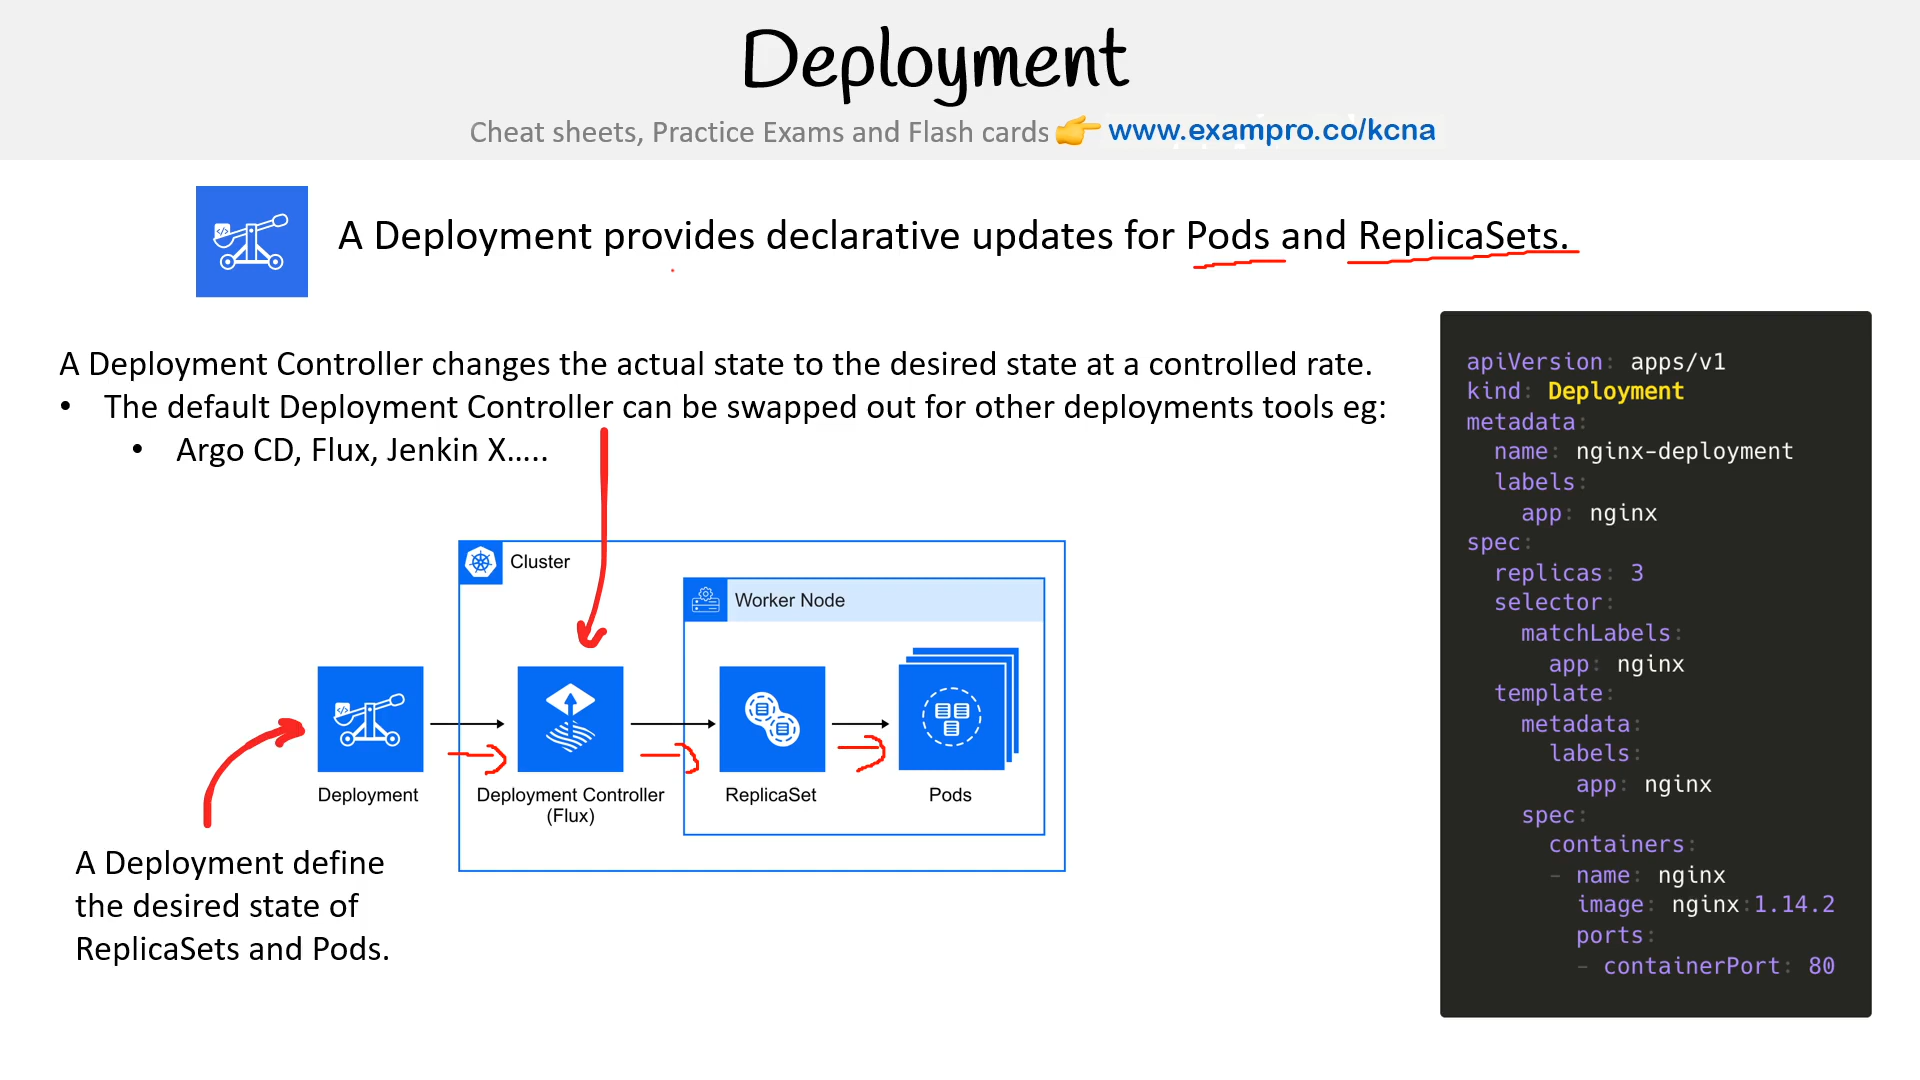 Deployment
Cheat sheets, Practice Exams and Flash cards 👉 www.exampro.co/kcna
A Deployment provides declarative updates for Pods and ReplicaSets.
A Deployment Controller changes the actual state to the desired state at a controlled rate.
• The default Deployment Controller can be swapped out for other deployments tools eg:
• Argo CD, Flux, Jenkin X.....
Cluster
Worker Node
Deployment
Deployment Controller
(Flux)
ReplicaSet
Pods
A Deployment define
the desired state of
ReplicaSets and Pods.
apiVersion: apps/v1
kind: Deployment
metadata:
  name: nginx-deployment
  labels:
    app: nginx
spec:
  replicas: 3
  selector:
    matchLabels:
      app: nginx
  template:
    metadata:
      labels:
        app: nginx
    spec:
      containers:
      - name: nginx
        image: nginx:1.14.2
        ports:
        - containerPort: 80